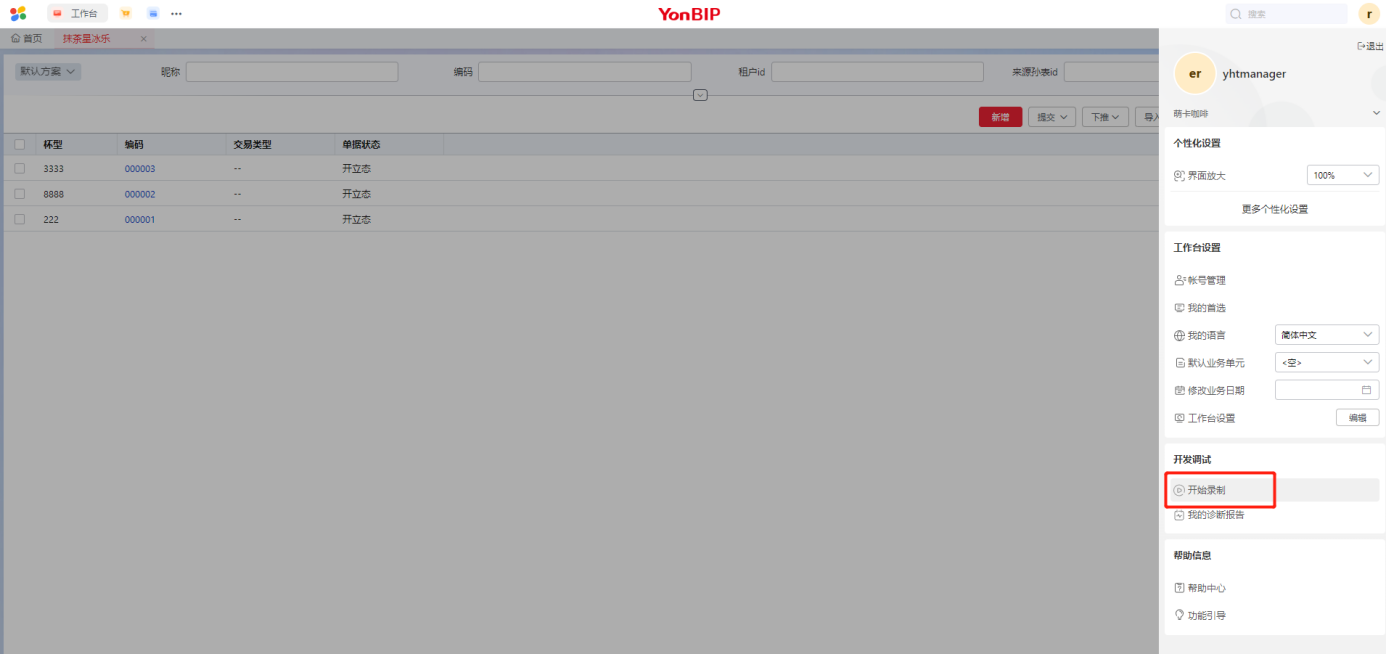 工作台
YonBIP
搜索
r
首页
抹茶星冰乐
默认方案
昵称
编码
租户id
来源孙表id
新增
提交
下推
导入
杯型 编码 交易类型 单据状态
3333 000003 -- 开立态
8888 000002 -- 开立态
222 000001 -- 开立态
退出
er
yhtmanager
萌卡咖啡
个性化设置
界面放大 100%
更多个性化设置
工作台设置
帐号管理
我的首选
我的语言 简体中文
默认业务单元 <空>
修改业务日期
工作台设置 编辑
开发调试
开始录制
我的诊断报告
帮助信息
帮助中心
功能引导